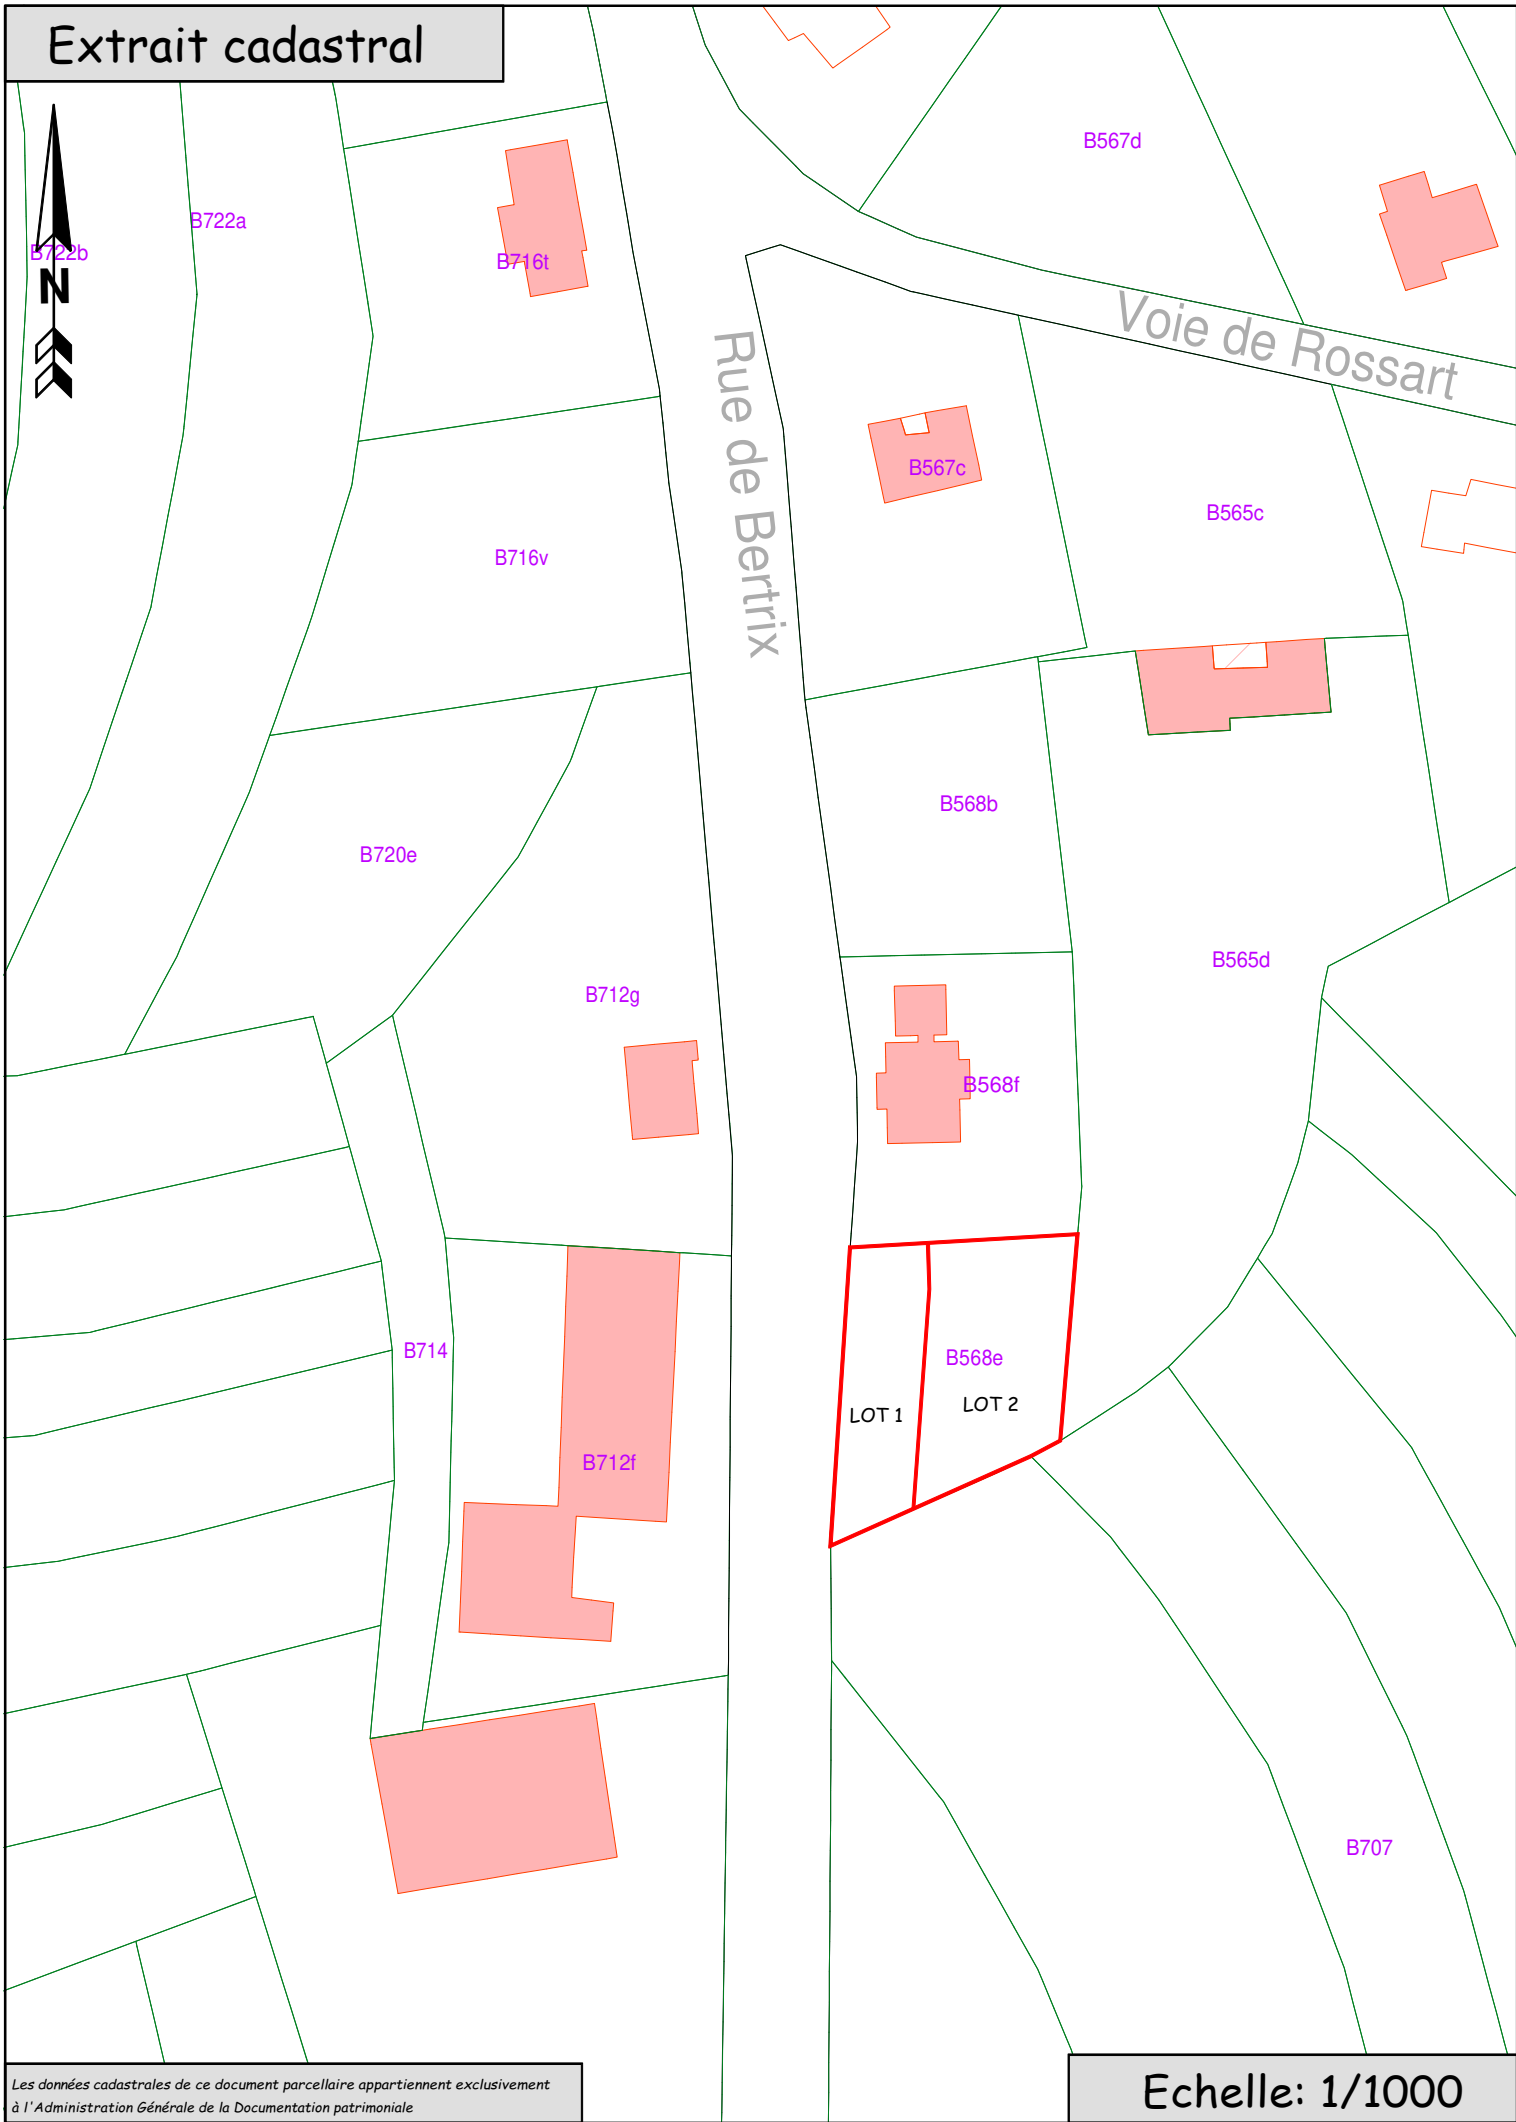 Extrait cadastral
B567d
B722a
B722b
B716t
N
Voie de Rossart
Rue de Bertrix
B567c
B565c
B716v
B568b
B720e
B565d
B712g
B568f
B714
B568e
LOT 1
LOT 2
B712f
B707
Les données cadastrales de ce document parcellaire appartiennent exclusivement
à l'Administration Générale de la Documentation patrimoniale
Echelle: 1/1000